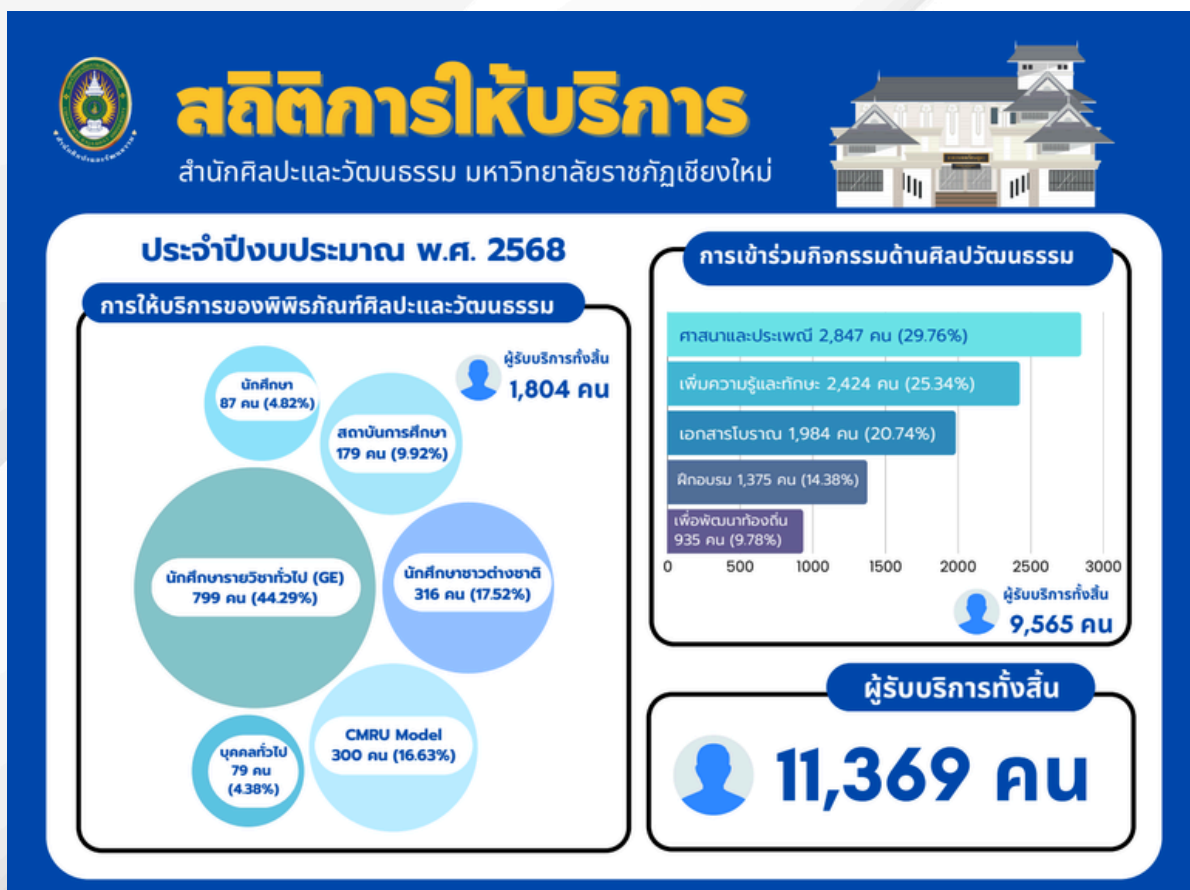 สถิติการให้บริการ
สำนักศิลปะและวัฒนธรรม มหาวิทยาลัยราชภัฏเชียงใหม่
ประจำปีงบประมาณ พ.ศ. 2568
การให้บริการของพิพิธภัณฑ์ศิลปะและวัฒนธรรม
ผู้รับบริการทั้งสิ้น
1,804 คน
นักศึกษา
87 คน (4.82%)
สถาบันการศึกษา
179 คน (9.92%)
นักศึกษารายวิชาทั่วไป (GE)
799 คน (44.29%)
นักศึกษาชาวต่างชาติ
316 คน (17.52%)
CMRU Model
300 คน (16.63%)
บุคคลทั่วไป
79 คน
(4.38%)
การเข้าร่วมกิจกรรมด้านศิลปวัฒนธรรม
ศาสนาและประเพณี 2,847 คน (29.76%)
เพิ่มความรู้และทักษะ 2,424 คน (25.34%)
เอกสารโบราณ 1,984 คน (20.74%)
ฝึกอบรม 1,375 คน (14.38%)
เพื่อพัฒนาท้องถิ่น
935 คน (9.78%)
0 500 1000 1500 2000 2500 3000
ผู้รับบริการทั้งสิ้น
9,565 คน
ผู้รับบริการทั้งสิ้น
11,369 คน